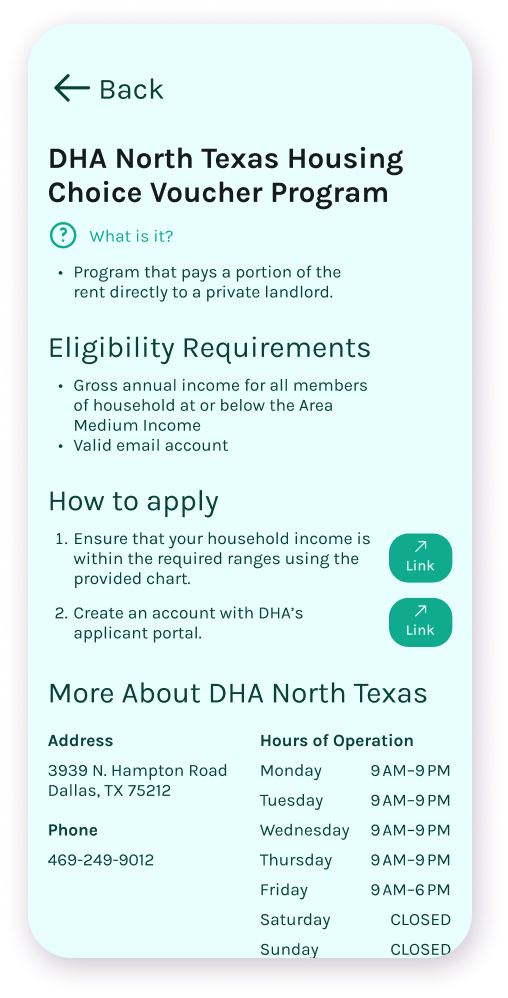 ← Back
DHA North Texas Housing
Choice Voucher Program
What is it?
• Program that pays a portion of the
rent directly to a private landlord.
Eligibility Requirements
• Gross annual income for all members
of household at or below the Area
Medium Income
• Valid email account
How to apply
1. Ensure that your household income is
within the required ranges using the
provided chart.
↗
Link
2. Create an account with DHA’s
applicant portal.
↗
Link
More About DHA North Texas
Address
3939 N. Hampton Road
Dallas, TX 75212
Phone
469-249-9012
Hours of Operation
Monday 9 AM–9 PM
Tuesday 9 AM–9 PM
Wednesday 9 AM–9 PM
Thursday 9 AM–9 PM
Friday 9 AM–6 PM
Saturday CLOSED
Sunday CLOSED